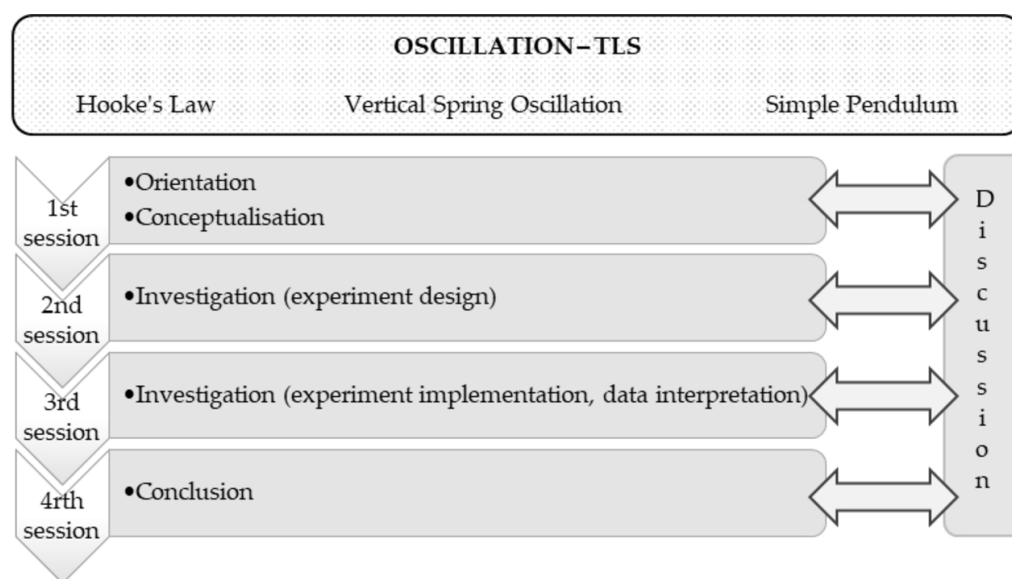 OSCILLATION–TLS
Hooke's Law Vertical Spring Oscillation Simple Pendulum
1st
session
•Orientation
•Conceptualisation
2nd
session
•Investigation (experiment design)
3rd
session
•Investigation (experiment implementation, data interpretation)
4rth
session
•Conclusion
Discussion